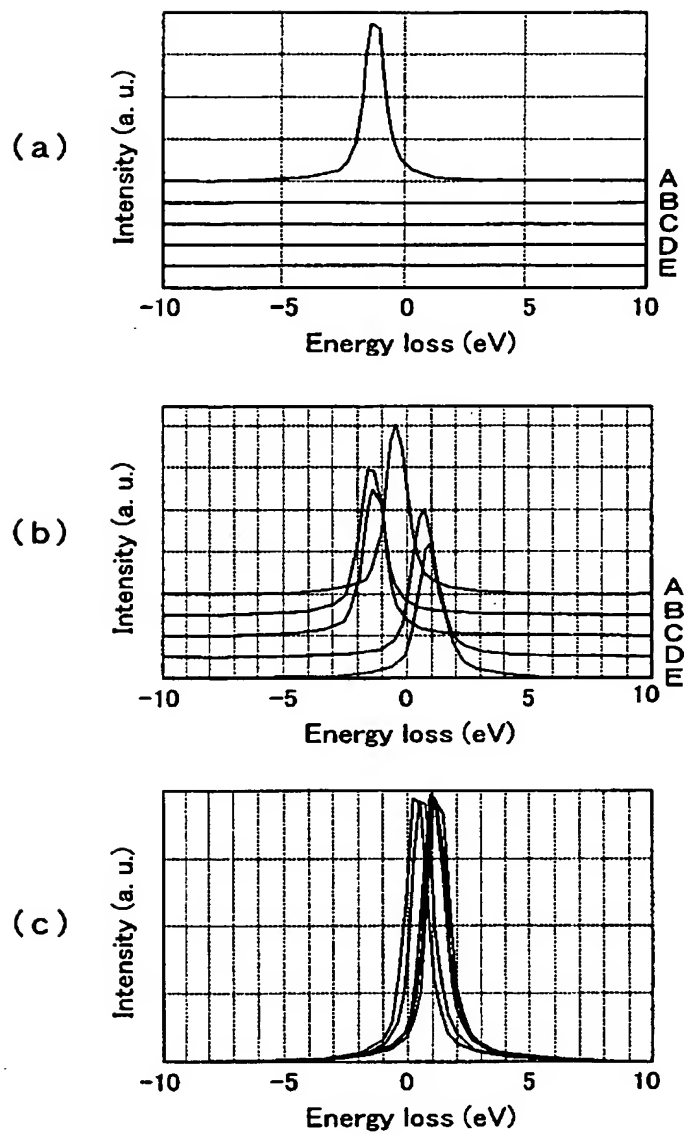 (a)
Intensity (a. u.)
A
B
C
D
E
-10 -5 0 5 10
Energy loss (eV)
(b)
Intensity (a. u.)
A
B
C
D
E
-10 -5 0 5 10
Energy loss (eV)
(c)
Intensity (a. u.)
-10 -5 0 5 10
Energy loss (eV)